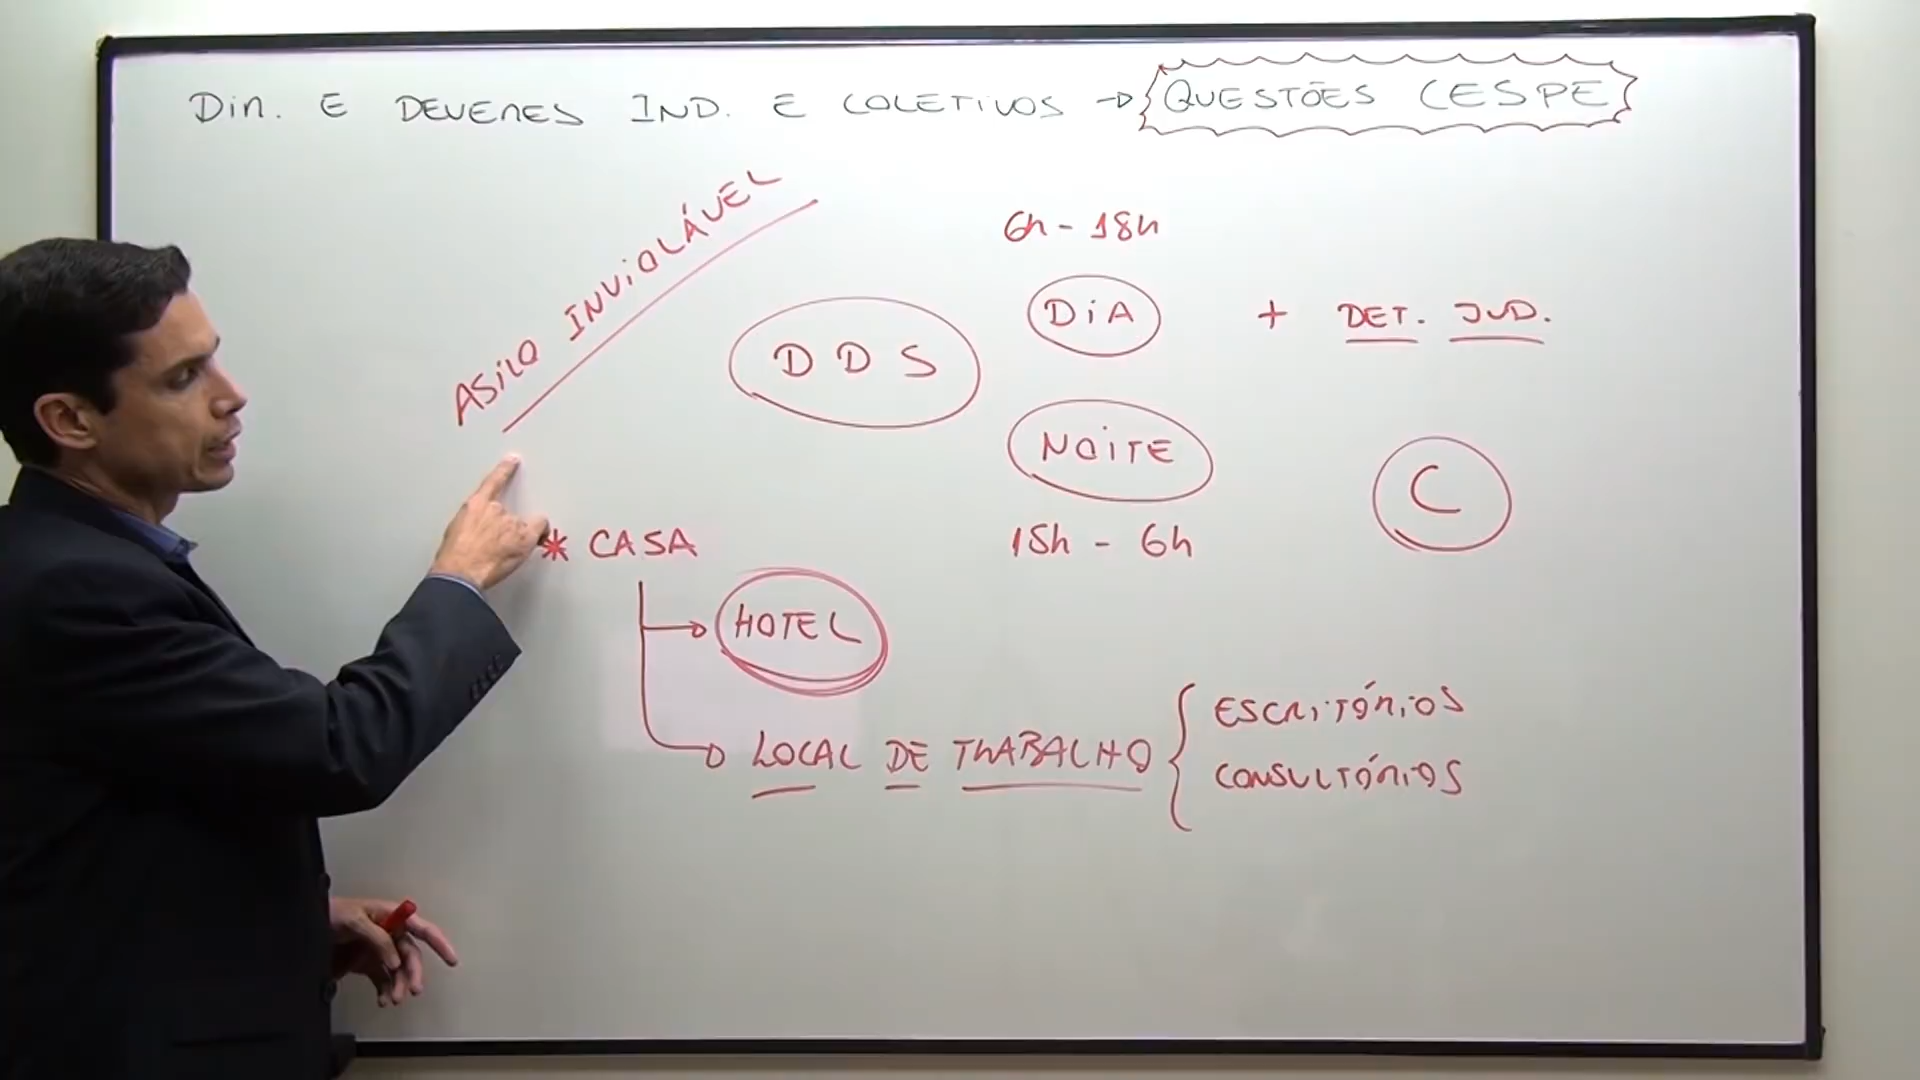 DIR. E DEVERES IND. E COLETIVOS → QUESTÕES CESPE
ASILO INVIOLÁVEL
6h - 18h
DDS
DIA + DET. JUD.
NOITE
C
18h - 6h
* CASA
HOTEL
LOCAL DE TRABALHO
ESCRITÓRIOS
CONSULTÓRIOS